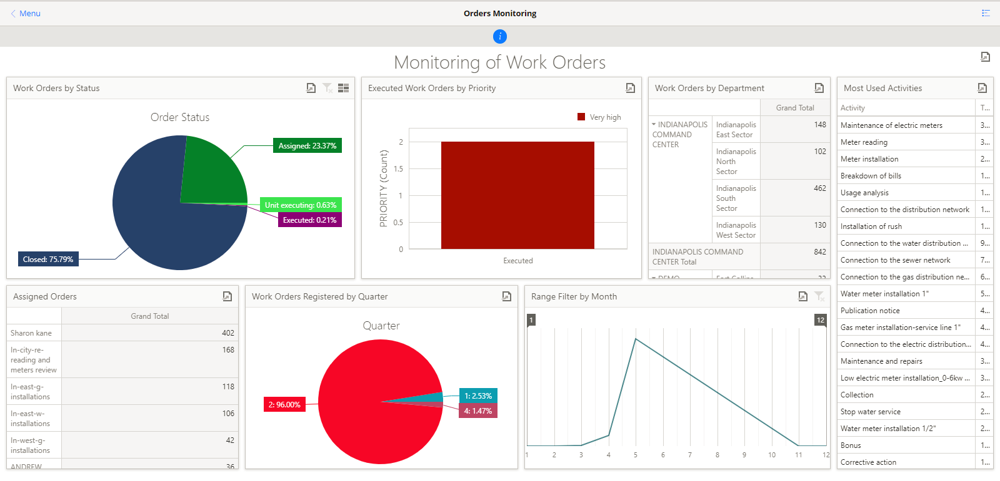 Menu
Orders Monitoring
i
Monitoring of Work Orders
Work Orders by Status
Order Status
Assigned: 23.37%
Unit executing: 0.63%
Executed: 0.21%
Closed: 75.79%
Executed Work Orders by Priority
Very high
PRIORITY (Count)
2
1.5
1
0.5
0
Executed
Work Orders by Department
Grand Total
INDIANAPOLIS
COMMAND
CENTER
Indianapolis
East Sector
148
Indianapolis
North
Sector
102
Indianapolis
South
Sector
462
Indianapolis
West Sector
130
INDIANAPOLIS COMMAND
CENTER Total
842
DEMO
Fort Collins
Most Used Activities
Activity T...
Maintenance of electric meters 3...
Meter reading 3...
Meter installation 2...
Breakdown of bills 1...
Usage analysis 1...
Connection to the distribution network 1...
Installation of rush 1...
Connection to the water distribution ... 9...
Connection to the sewer network 7...
Connection to the gas distribution ne... 6...
Water meter installation 1" 5...
Publication notice 4...
Gas meter installation-service line 1" 4...
Connection to the electric distribution... 4...
Maintenance and repairs 3...
Low electric meter installation_0-6kw ... 3...
Collection 2...
Stop water service 2...
Water meter installation 1/2" 2...
Bonus 1...
Corrective action 1...
Assigned Orders
Grand Total
Sharon kane 402
In-city-re-
reading and
meters review
168
In-east-g-
installations
118
In-east-w-
installations
106
In-west-g-
installations
42
ANDREW 36
Work Orders Registered by Quarter
Quarter
2: 96.00%
1: 2.53%
4: 1.47%
Range Filter by Month
1 12
1 2 3 4 5 6 7 8 9 10 11 12